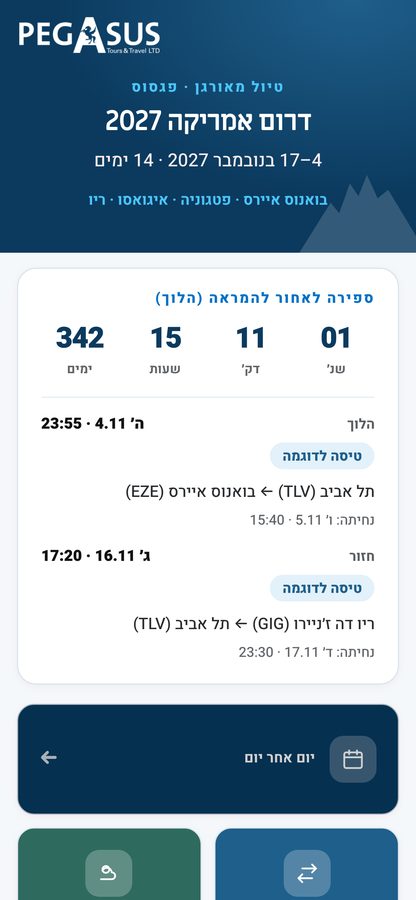 PEGASUS
Tours & Travel LTD
טיול מאורגן · פגסוס
דרום אמריקה 2027
4–17 בנובמבר 2027 · 14 ימים
בואנוס איירס · פטגוניה · איגואסו · ריו
ספירה לאחור להמראה (הלוך)
01 11 15 342
שנ׳ דק׳ שעות ימים
הלוך ה׳ 4.11 · 23:55
טיסה לדוגמה
תל אביב (TLV) ← בואנוס איירס (EZE)
נחיתה: ו׳ 5.11 · 15:40
חזור ג׳ 16.11 · 17:20
טיסה לדוגמה
ריו דה ז׳ניירו (GIG) ← תל אביב (TLV)
נחיתה: ד׳ 17.11 · 23:30
יום אחר יום